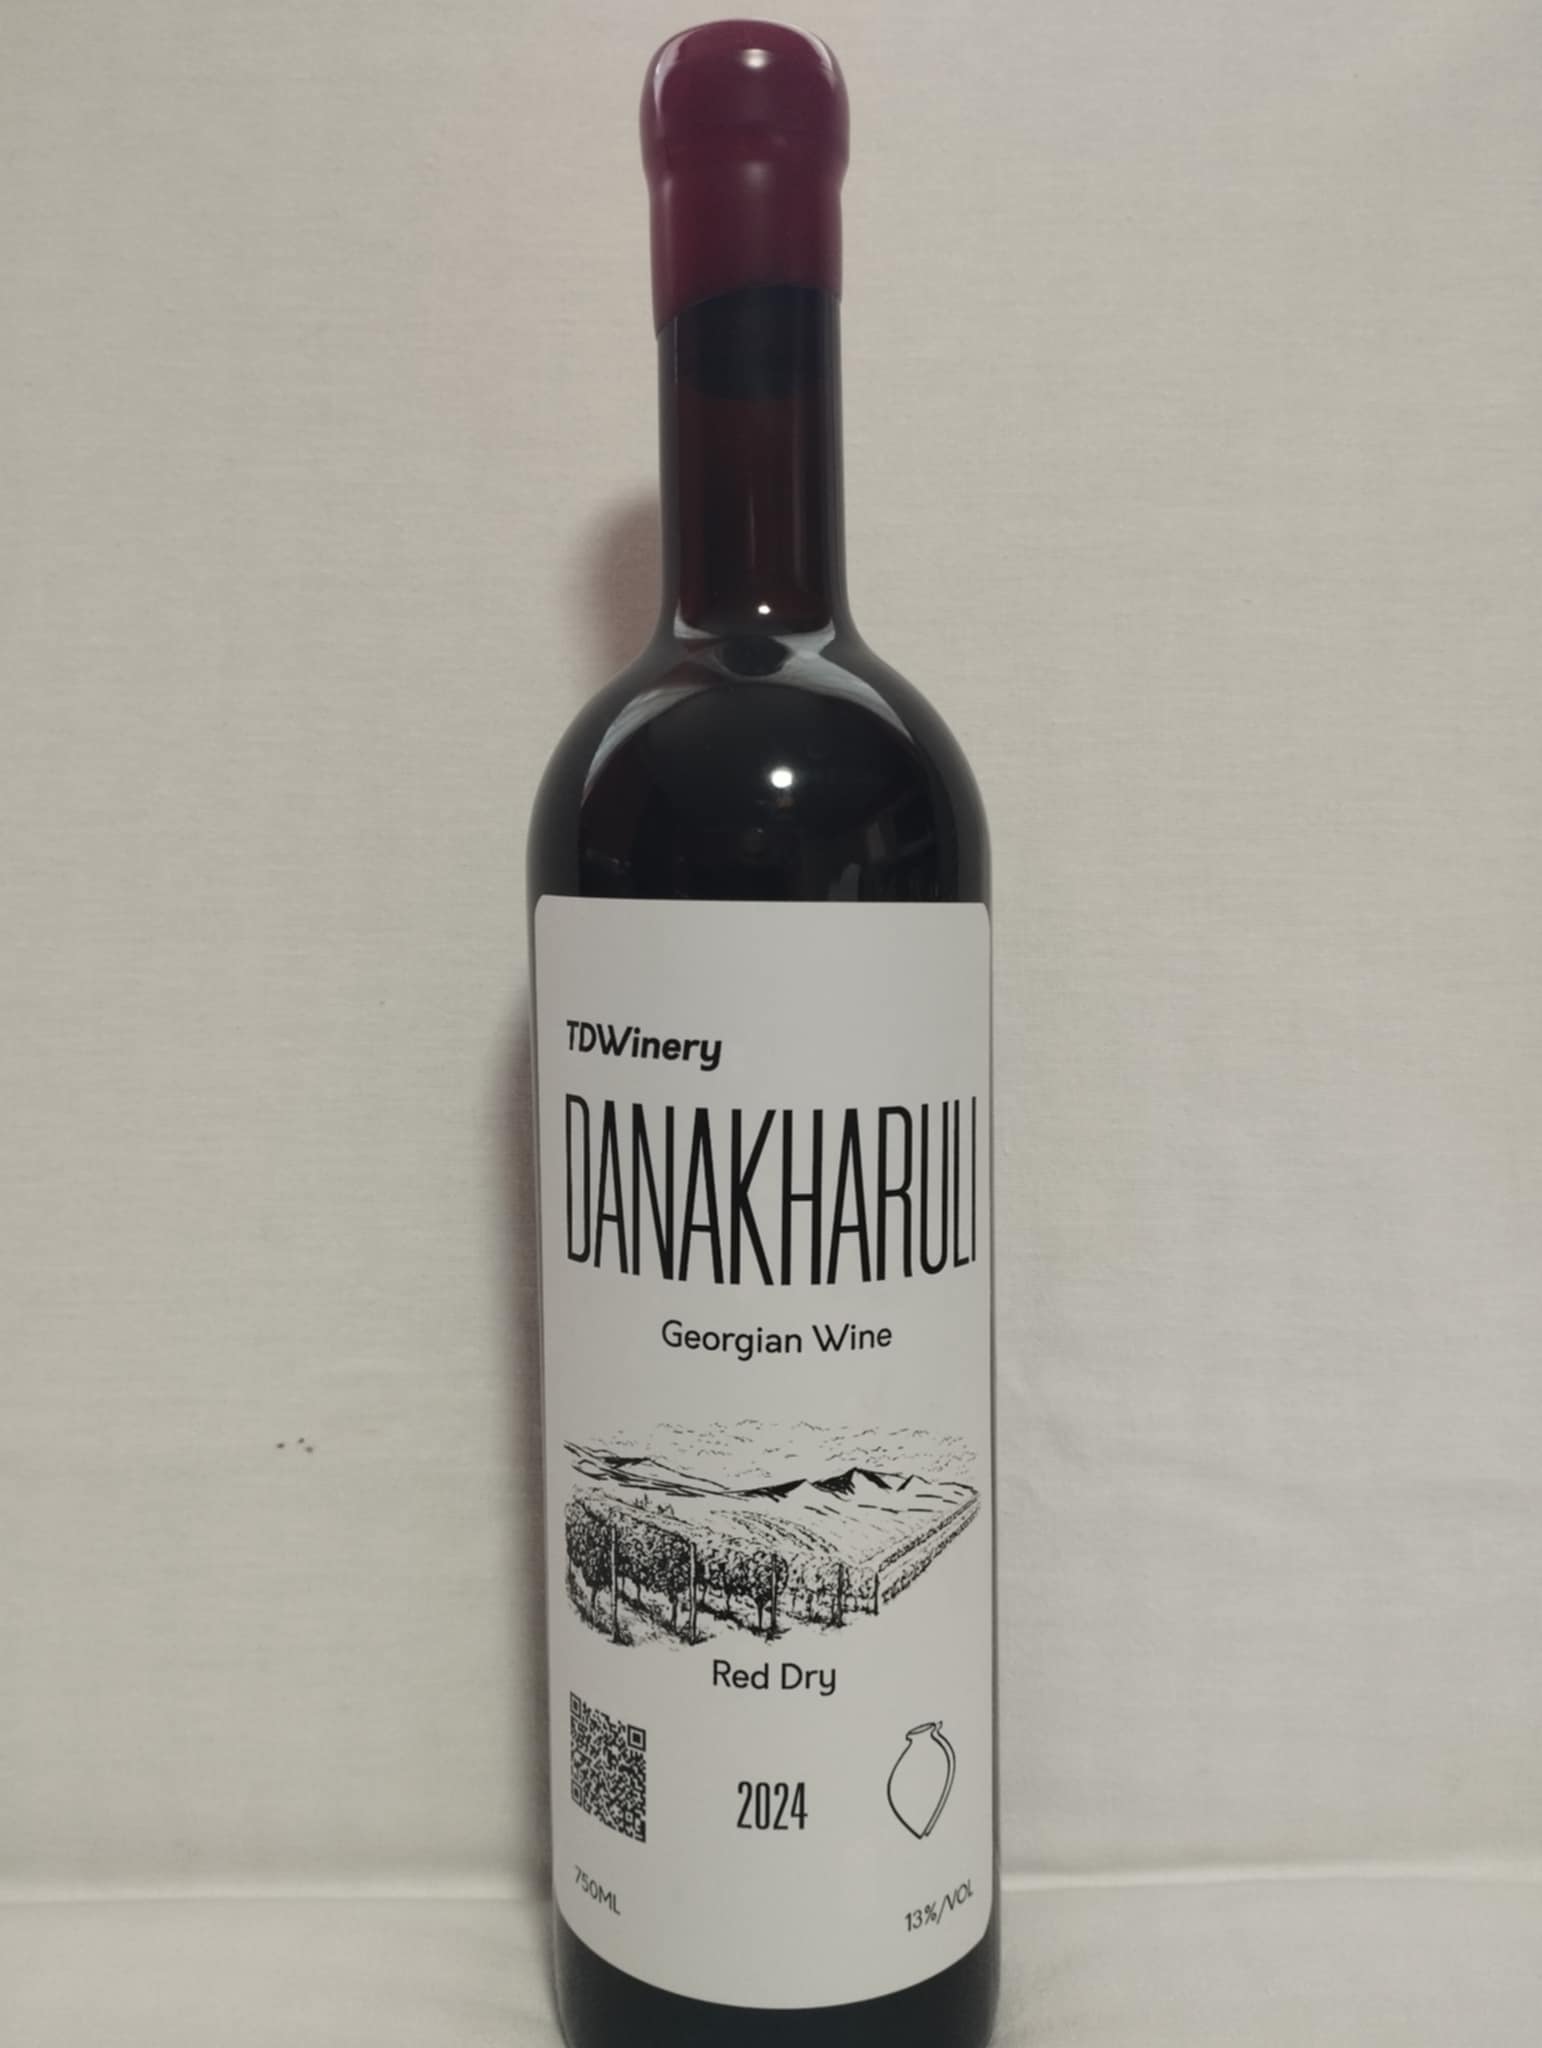 TDWinery
DANAKHARULI
Georgian Wine
Red Dry
2024
750ML
13%/VOL